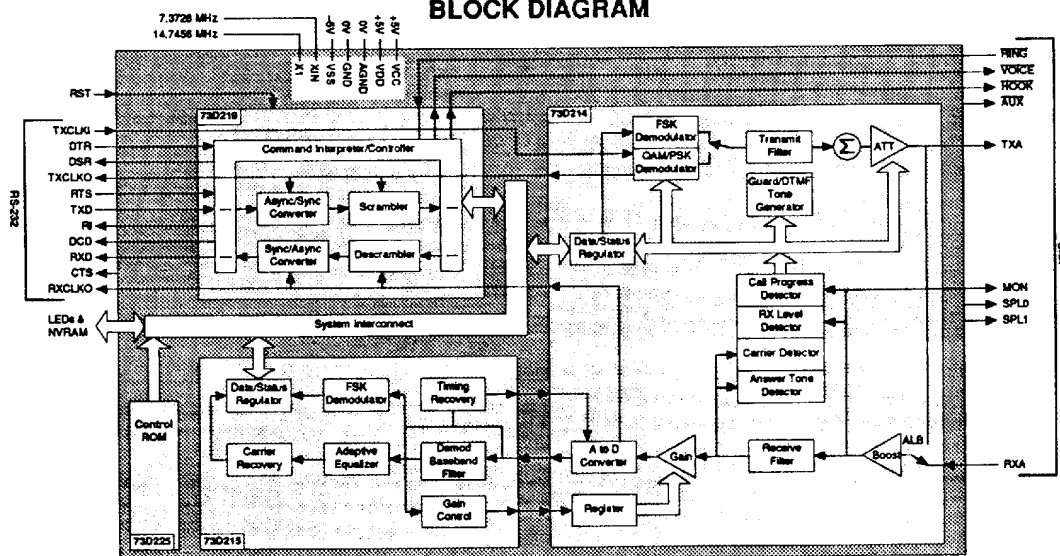 BLOCK DIAGRAM
7.3728 MHz
14.7456 MHz
X1
XIN
-5V VSS
0V GND
0V AGND
+5V VDD
+5V VCC
RS-232
RST
TXCLKI
DTR
DSR
TXCLKO
RTS
TXD
RI
DCD
RXD
CTS
RXCLKO
LEDs &
NVRAM
RING
VOICE
HOOK
AUX
TXA
MON
SPL0
SPL1
RXA
73D219
Command Interpreter/Controller
Async/Sync
Converter
Scrambler
Sync/Async
Converter
Descrambler
System Interconnect
73D214
FSK
Demodulator
QAM/PSK
Demodulator
Transmit
Filter
Σ
ATT
Guard/DTMF
Tone
Generator
Data/Status
Regulator
Call Progress
Detector
RX Level
Detector
Carrier Detector
Answer Tone
Detector
A to D
Converter
Gain
Receive
Filter
Boost
ALB
Register
Control
ROM
73D225
Data/Status
Regulator
FSK
Demodulator
Timing
Recovery
Carrier
Recovery
Adaptive
Equalizer
Demod
Baseband
Filter
Gain
Control
73D215